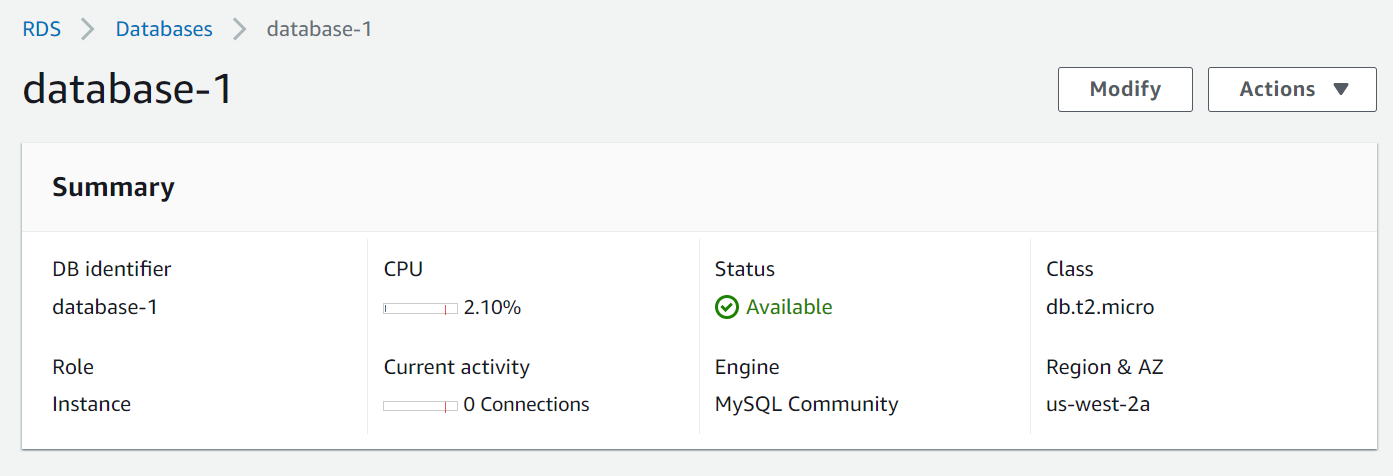 RDS > Databases > database-1
database-1
Modify
Actions
Summary
DB identifier
database-1
CPU
2.10%
Status
Available
Class
db.t2.micro
Role
Instance
Current activity
0 Connections
Engine
MySQL Community
Region & AZ
us-west-2a